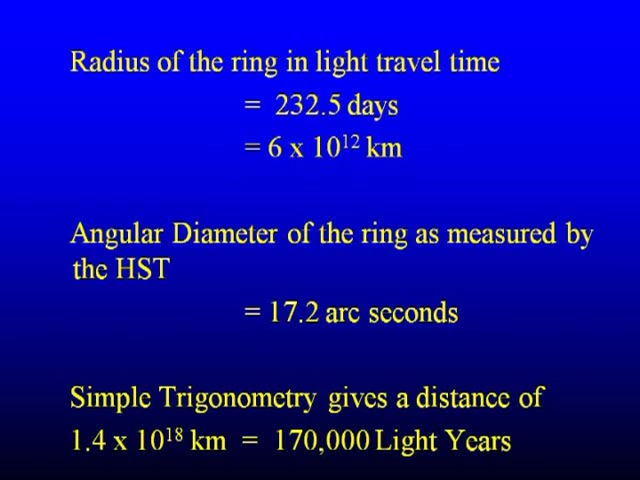 Radius of the ring in light travel time
= 232.5 days
= 6 x 10¹² km
Angular Diameter of the ring as measured by
the HST
= 17.2 arc seconds
Simple Trigonometry gives a distance of
1.4 x 10¹⁸ km = 170,000 Light Years